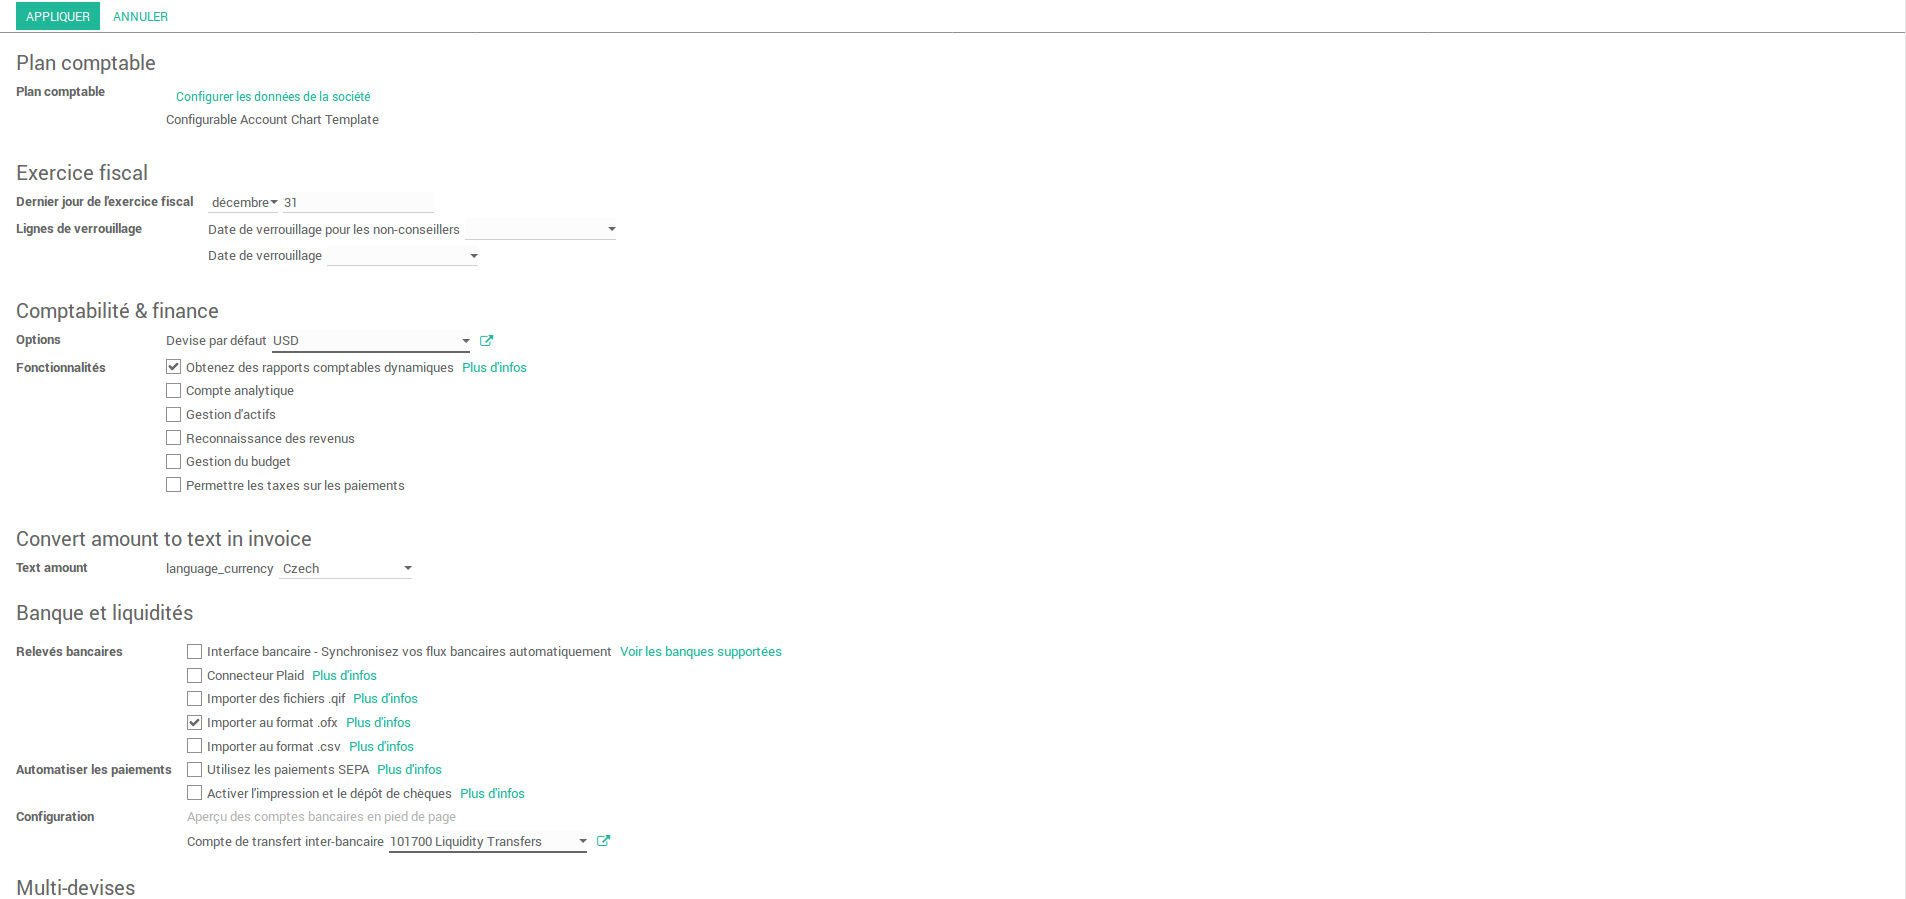 APPLIQUER ANNULER
Plan comptable
Plan comptable Configurer les données de la société
Configurable Account Chart Template
Exercice fiscal
Dernier jour de l'exercice fiscal décembre 31
Lignes de verrouillage Date de verrouillage pour les non-conseillers
Date de verrouillage
Comptabilité & finance
Options Devise par défaut USD
Fonctionnalités Obtenez des rapports comptables dynamiques Plus d'infos
Compte analytique
Gestion d'actifs
Reconnaissance des revenus
Gestion du budget
Permettre les taxes sur les paiements
Convert amount to text in invoice
Text amount language_currency Czech
Banque et liquidités
Relevés bancaires Interface bancaire - Synchronisez vos flux bancaires automatiquement Voir les banques supportées
Connecteur Plaid Plus d'infos
Importer des fichiers .qif Plus d'infos
Importer au format .ofx Plus d'infos
Importer au format .csv Plus d'infos
Automatiser les paiements Utilisez les paiements SEPA Plus d'infos
Activer l'impression et le dépôt de chèques Plus d'infos
Configuration Aperçu des comptes bancaires en pied de page
Compte de transfert inter-bancaire 101700 Liquidity Transfers
Multi-devises